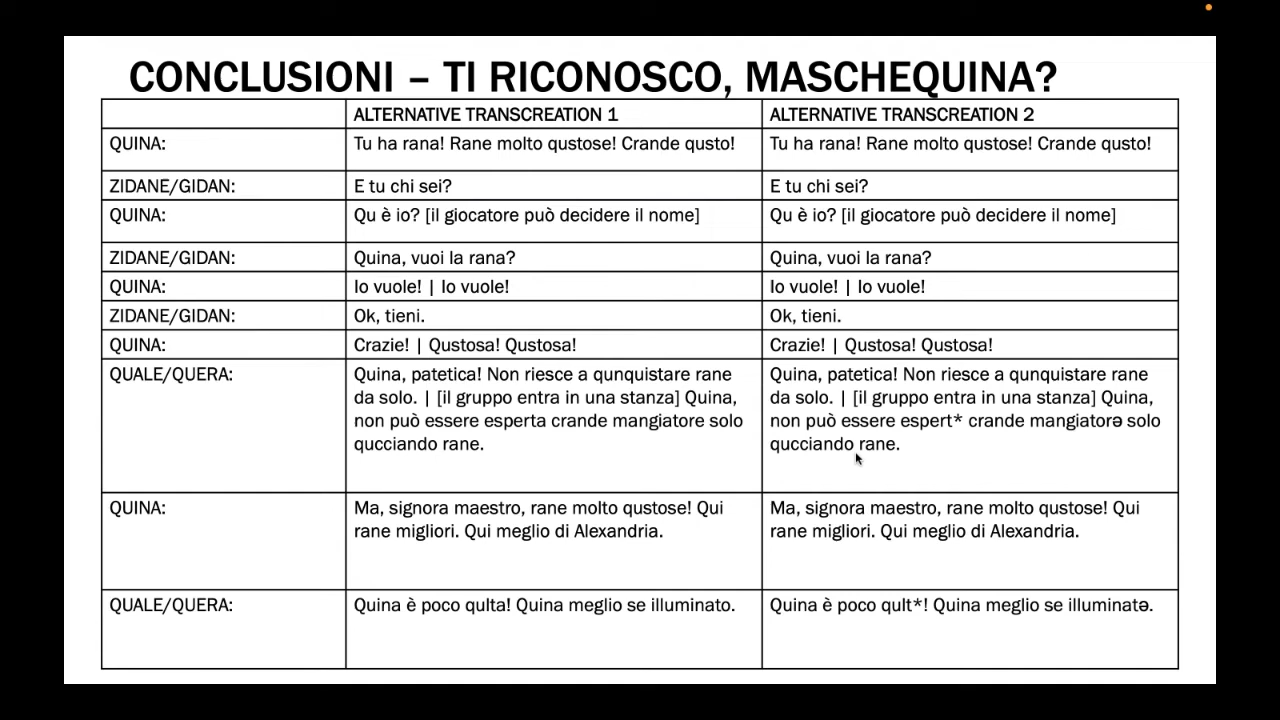 CONCLUSIONI – TI RICONOSCO, MASCHEQUINA?
ALTERNATIVE TRANSCREATION 1 ALTERNATIVE TRANSCREATION 2
QUINA: Tu ha rana! Rane molto qustose! Crande qusto! Tu ha rana! Rane molto qustose! Crande qusto!
ZIDANE/GIDAN: E tu chi sei? E tu chi sei?
QUINA: Qu è io? [il giocatore può decidere il nome] Qu è io? [il giocatore può decidere il nome]
ZIDANE/GIDAN: Quina, vuoi la rana? Quina, vuoi la rana?
QUINA: Io vuole! | Io vuole! Io vuole! | Io vuole!
ZIDANE/GIDAN: Ok, tieni. Ok, tieni.
QUINA: Crazie! | Qustosa! Qustosa! Crazie! | Qustosa! Qustosa!
QUALE/QUERA:
Quina, patetica! Non riesce a qunquistare rane
da solo. | [il gruppo entra in una stanza] Quina,
non può essere esperta crande mangiatore solo
qucciando rane.
Quina, patetica! Non riesce a qunquistare rane
da solo. | [il gruppo entra in una stanza] Quina,
non può essere espert* crande mangiatorə solo
qucciando rane.
QUINA:
Ma, signora maestro, rane molto qustose! Qui
rane migliori. Qui meglio di Alexandria.
Ma, signora maestro, rane molto qustose! Qui
rane migliori. Qui meglio di Alexandria.
QUALE/QUERA: Quina è poco qulta! Quina meglio se illuminato. Quina è poco qult*! Quina meglio se illuminatə.